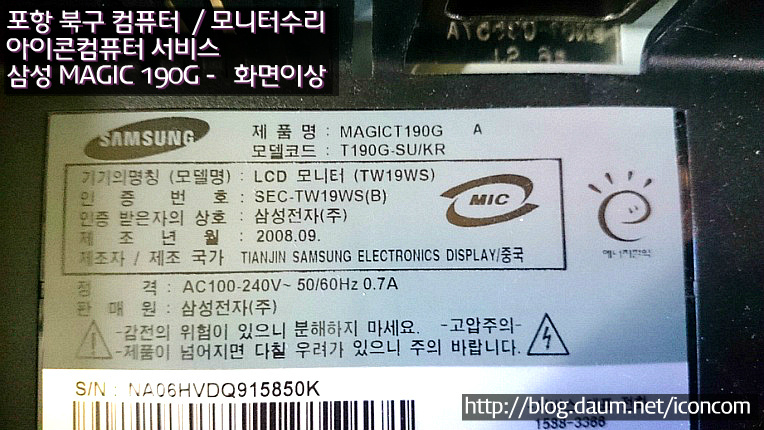 포항 북구 컴퓨터 / 모니터수리
아이콘컴퓨터 서비스
삼성 MAGIC 190G - 화면이상
SAMSUNG
제 품 명 : MAGICT190G A
모델코드 : T190G-SU/KR
기기의명칭 (모델명) : LCD 모니터 (TW19WS)
인 증 번 호 : SEC-TW19WS(B)
인증 받은자의 상호 : 삼성전자(주)
제 조 년 월 : 2008.09.
제조자 / 제조 국가 TIANJIN SAMSUNG ELECTRONICS DISPLAY/중국
MIC
에너지절약
정 격 : AC100-240V~ 50/60Hz 0.7A
판 매 원 : 삼성전자(주)
-감전의 위험이 있으니 분해하지 마세요. -고압주의-
-제품이 넘어지면 다칠 우려가 있으니 주의 바랍니다.
S/N : NA06HVDQ915850K
1588-3366
http://blog.daum.net/iconcom